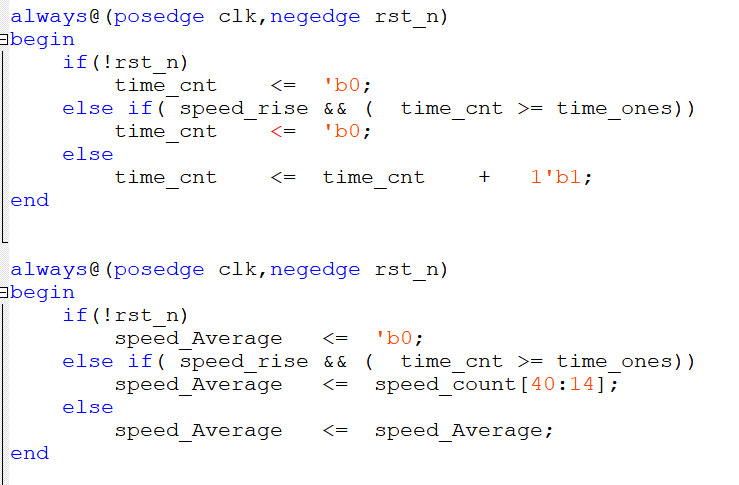 always@(posedge clk,negedge rst_n)
begin
if(!rst_n)
time_cnt <= 'b0;
else if( speed_rise && ( time_cnt >= time_ones))
time_cnt <= 'b0;
else
time_cnt <= time_cnt + 1'b1;
end
always@(posedge clk,negedge rst_n)
begin
if(!rst_n)
speed_Average <= 'b0;
else if( speed_rise && ( time_cnt >= time_ones))
speed_Average <= speed_count[40:14];
else
speed_Average <= speed_Average;
end